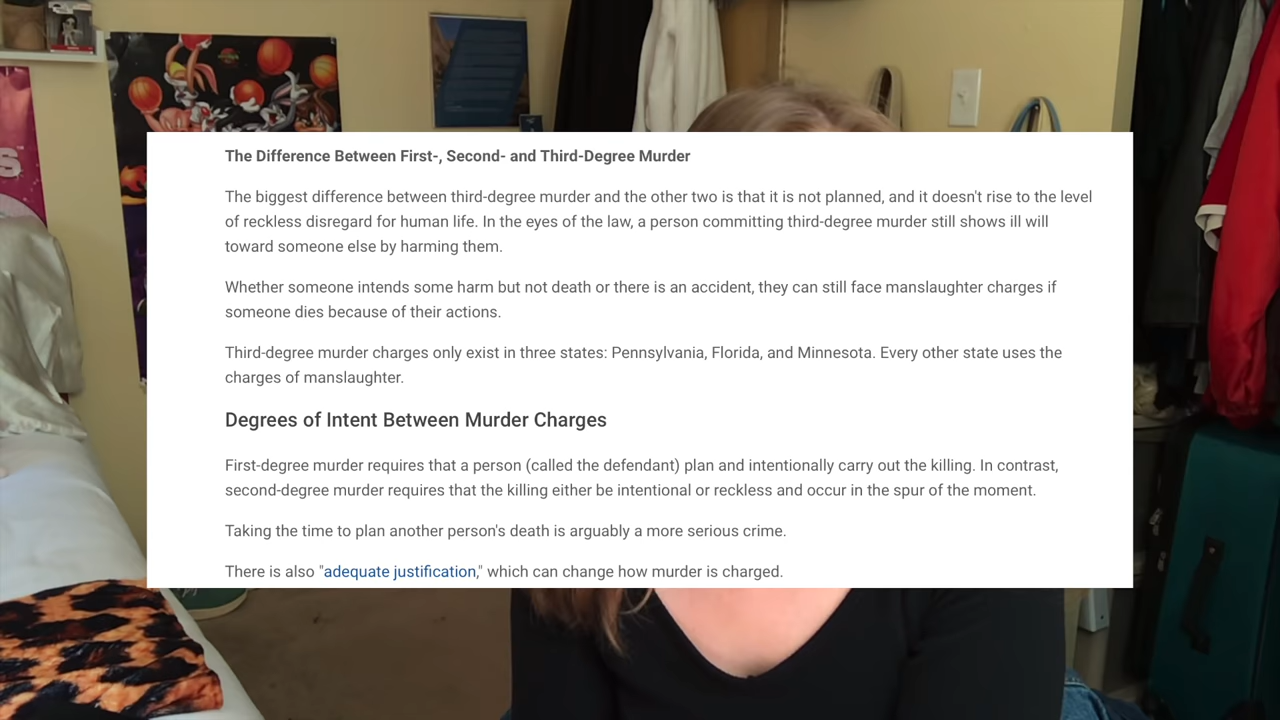 The Difference Between First-, Second- and Third-Degree Murder
The biggest difference between third-degree murder and the other two is that it is not planned, and it doesn't rise to the level
of reckless disregard for human life. In the eyes of the law, a person committing third-degree murder still shows ill will
toward someone else by harming them.
Whether someone intends some harm but not death or there is an accident, they can still face manslaughter charges if
someone dies because of their actions.
Third-degree murder charges only exist in three states: Pennsylvania, Florida, and Minnesota. Every other state uses the
charges of manslaughter.
Degrees of Intent Between Murder Charges
First-degree murder requires that a person (called the defendant) plan and intentionally carry out the killing. In contrast,
second-degree murder requires that the killing either be intentional or reckless and occur in the spur of the moment.
Taking the time to plan another person's death is arguably a more serious crime.
There is also "adequate justification," which can change how murder is charged.